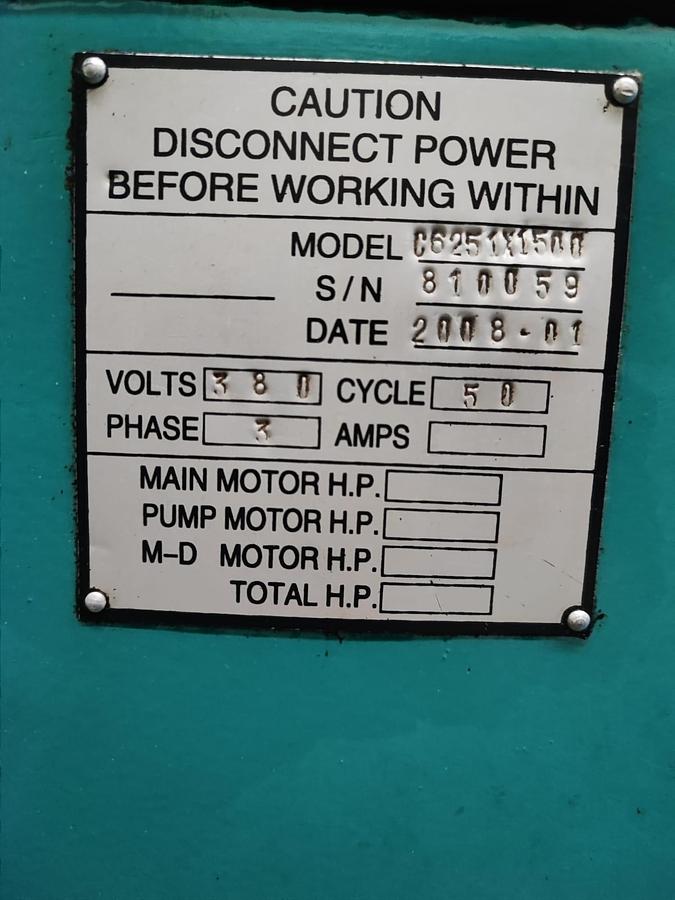 CAUTION
DISCONNECT POWER
BEFORE WORKING WITHIN
MODEL C6251X1500
S/N 810059
DATE 2008-01
VOLTS 380 CYCLE 50
PHASE 3 AMPS
MAIN MOTOR H.P.
PUMP MOTOR H.P.
M-D MOTOR H.P.
TOTAL H.P.